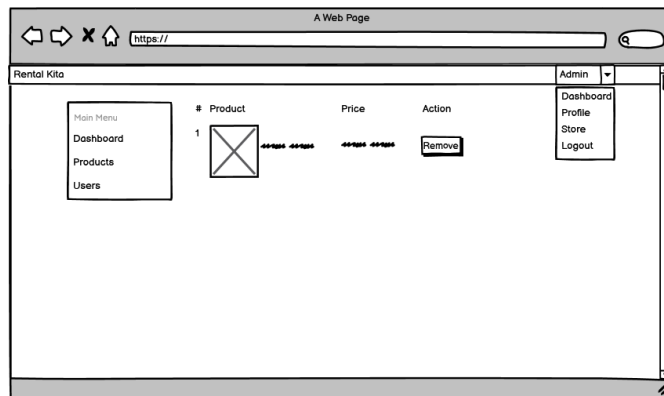 A Web Page
https://
Rental Kita
Admin
Dashboard
Profile
Store
Logout
Main Menu
Dashboard
Products
Users
# Product Price Action
1
Remove